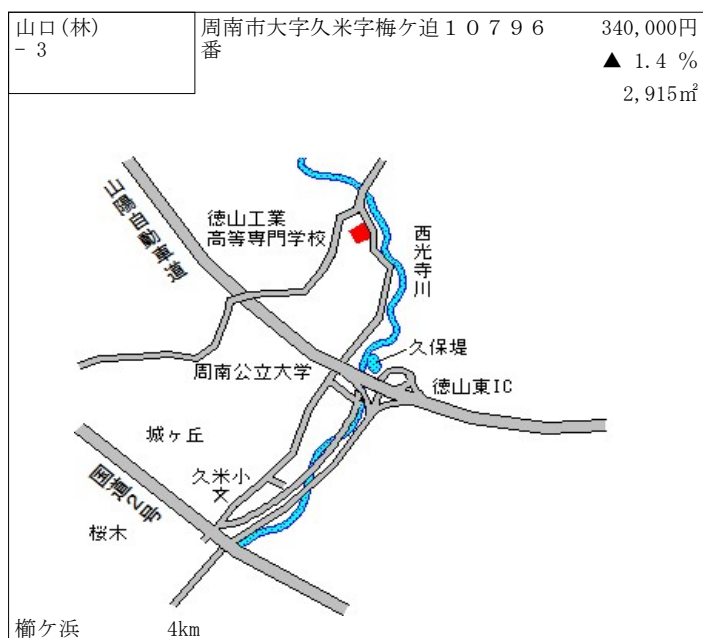 山口(林)
- 3
周南市大字久米字梅ケ迫１０７９６
番
340,000円
▲ 1.4 %
2,915㎡
山陽自動車道
徳山工業
高等専門学校
西光寺川
久保堤
周南公立大学
徳山東IC
城ヶ丘
久米小
文
国道2号
桜木
櫛ケ浜 4km